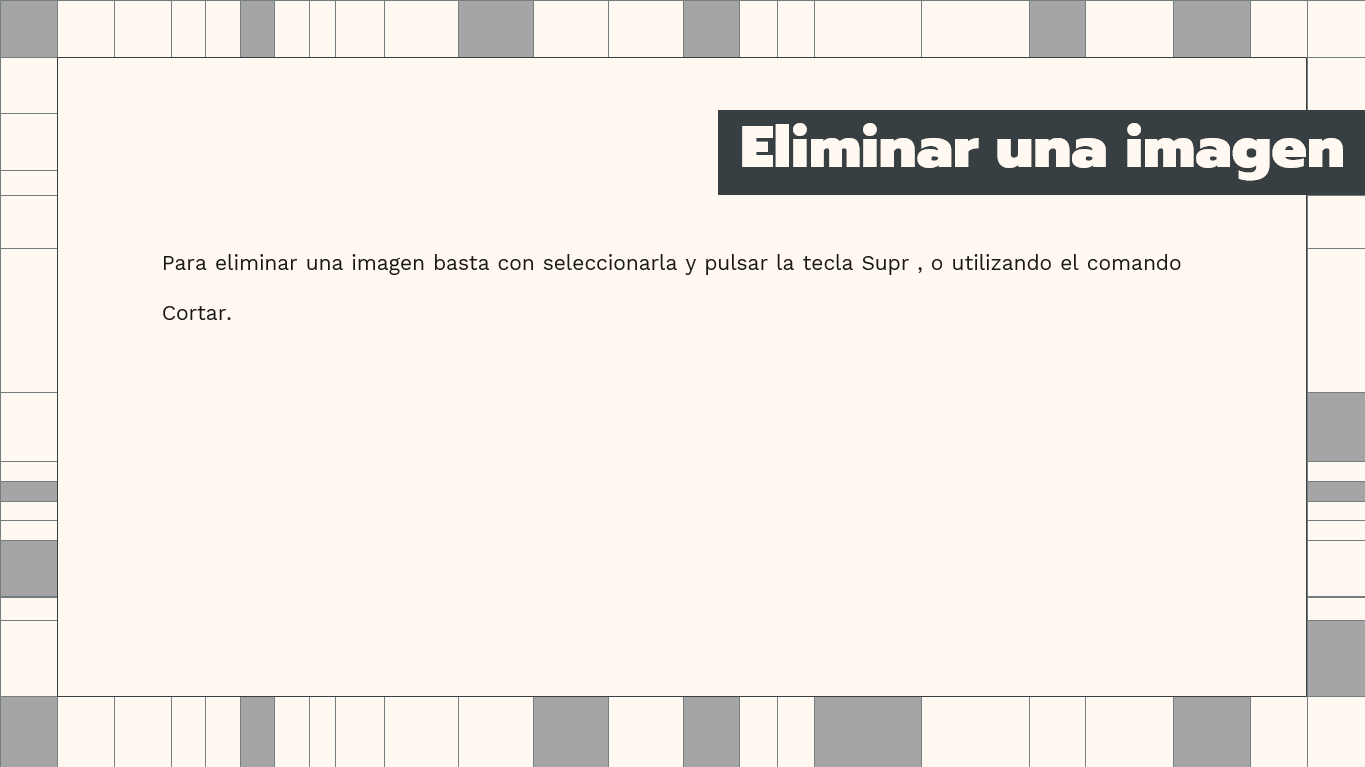 Eliminar una imagen
Para eliminar una imagen basta con seleccionarla y pulsar la tecla Supr , o utilizando el comando
Cortar.